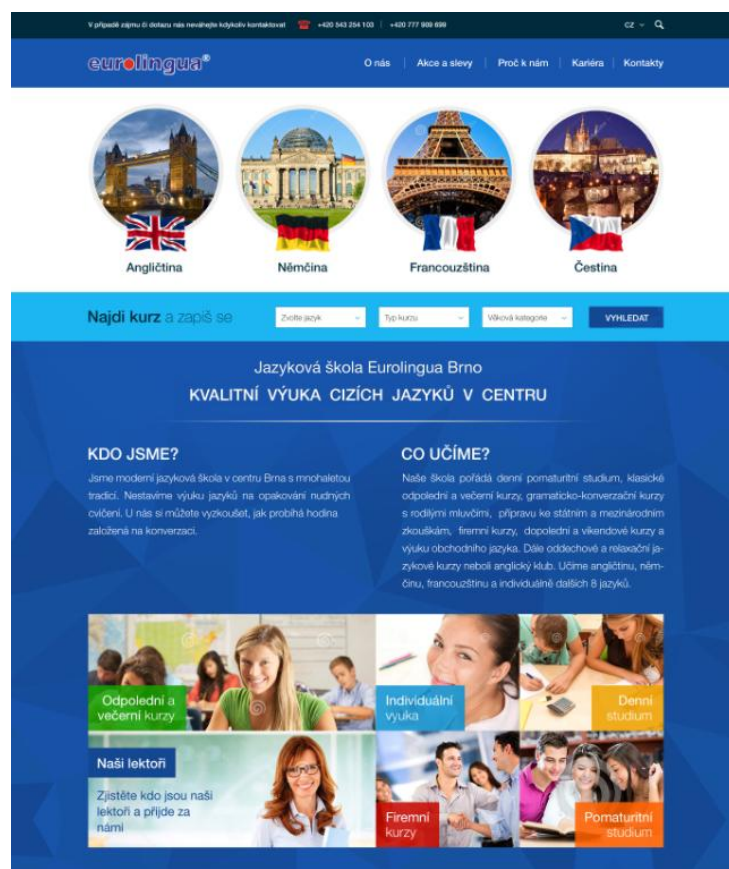 V případě zájmu či dotazu nás neváhejte kdykoliv kontaktovat +420 543 254 103 | +420 777 909 699 CZ
eurolingua® O nás | Akce a slevy | Proč k nám | Kariéra | Kontakty
Angličtina Němčina Francouzština Čestina
Najdi kurz a zapiš se Zvolte jazyk Typ kurzu Věková kategorie VYHLEDAT
Jazyková škola Eurolingua Brno
KVALITNÍ VÝUKA CIZÍCH JAZYKŮ V CENTRU
KDO JSME?
Jsme moderní jazyková škola v centru Brna s mnohaletou
tradicí. Nestavíme výuku jazyků na opakování nudných
cvičení. U nás si můžete vyzkoušet, jak probíhá hodina
založená na konverzaci.
CO UČÍME?
Naše škola pořádá denní pomaturitní studium, klasické
odpolední a večerní kurzy, gramaticko-konverzační kurzy
s rodilými mluvčími, přípravu ke státním a mezinárodním
zkouškám, firemní kurzy, dopolední a víkendové kurzy a
výuku obchodního jazyka. Dále oddechové a relaxační ja-
zykové kurzy neboli anglický klub. Učíme angličtinu, něm-
činu, francouzštinu a individuálně dalších 8 jazyků.
Odpolední a
večerní kurzy
Individuální
výuka
Denní
studium
Naši lektoři
Zjistěte kdo jsou naši
lektoři a přijde za
námi
Firemní
kurzy
Pomaturitní
studium